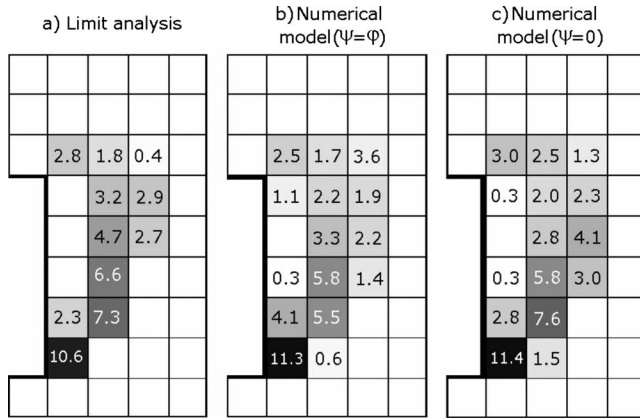 a) Limit analysis
b) Numerical
model(Ψ=φ)
c) Numerical
model(Ψ=0)
2.8 1.8 0.4
3.2 2.9
4.7 2.7
6.6
2.3 7.3
10.6
2.5 1.7 3.6
1.1 2.2 1.9
3.3 2.2
0.3 5.8 1.4
4.1 5.5
11.3 0.6
3.0 2.5 1.3
0.3 2.0 2.3
2.8 4.1
0.3 5.8 3.0
2.8 7.6
11.4 1.5